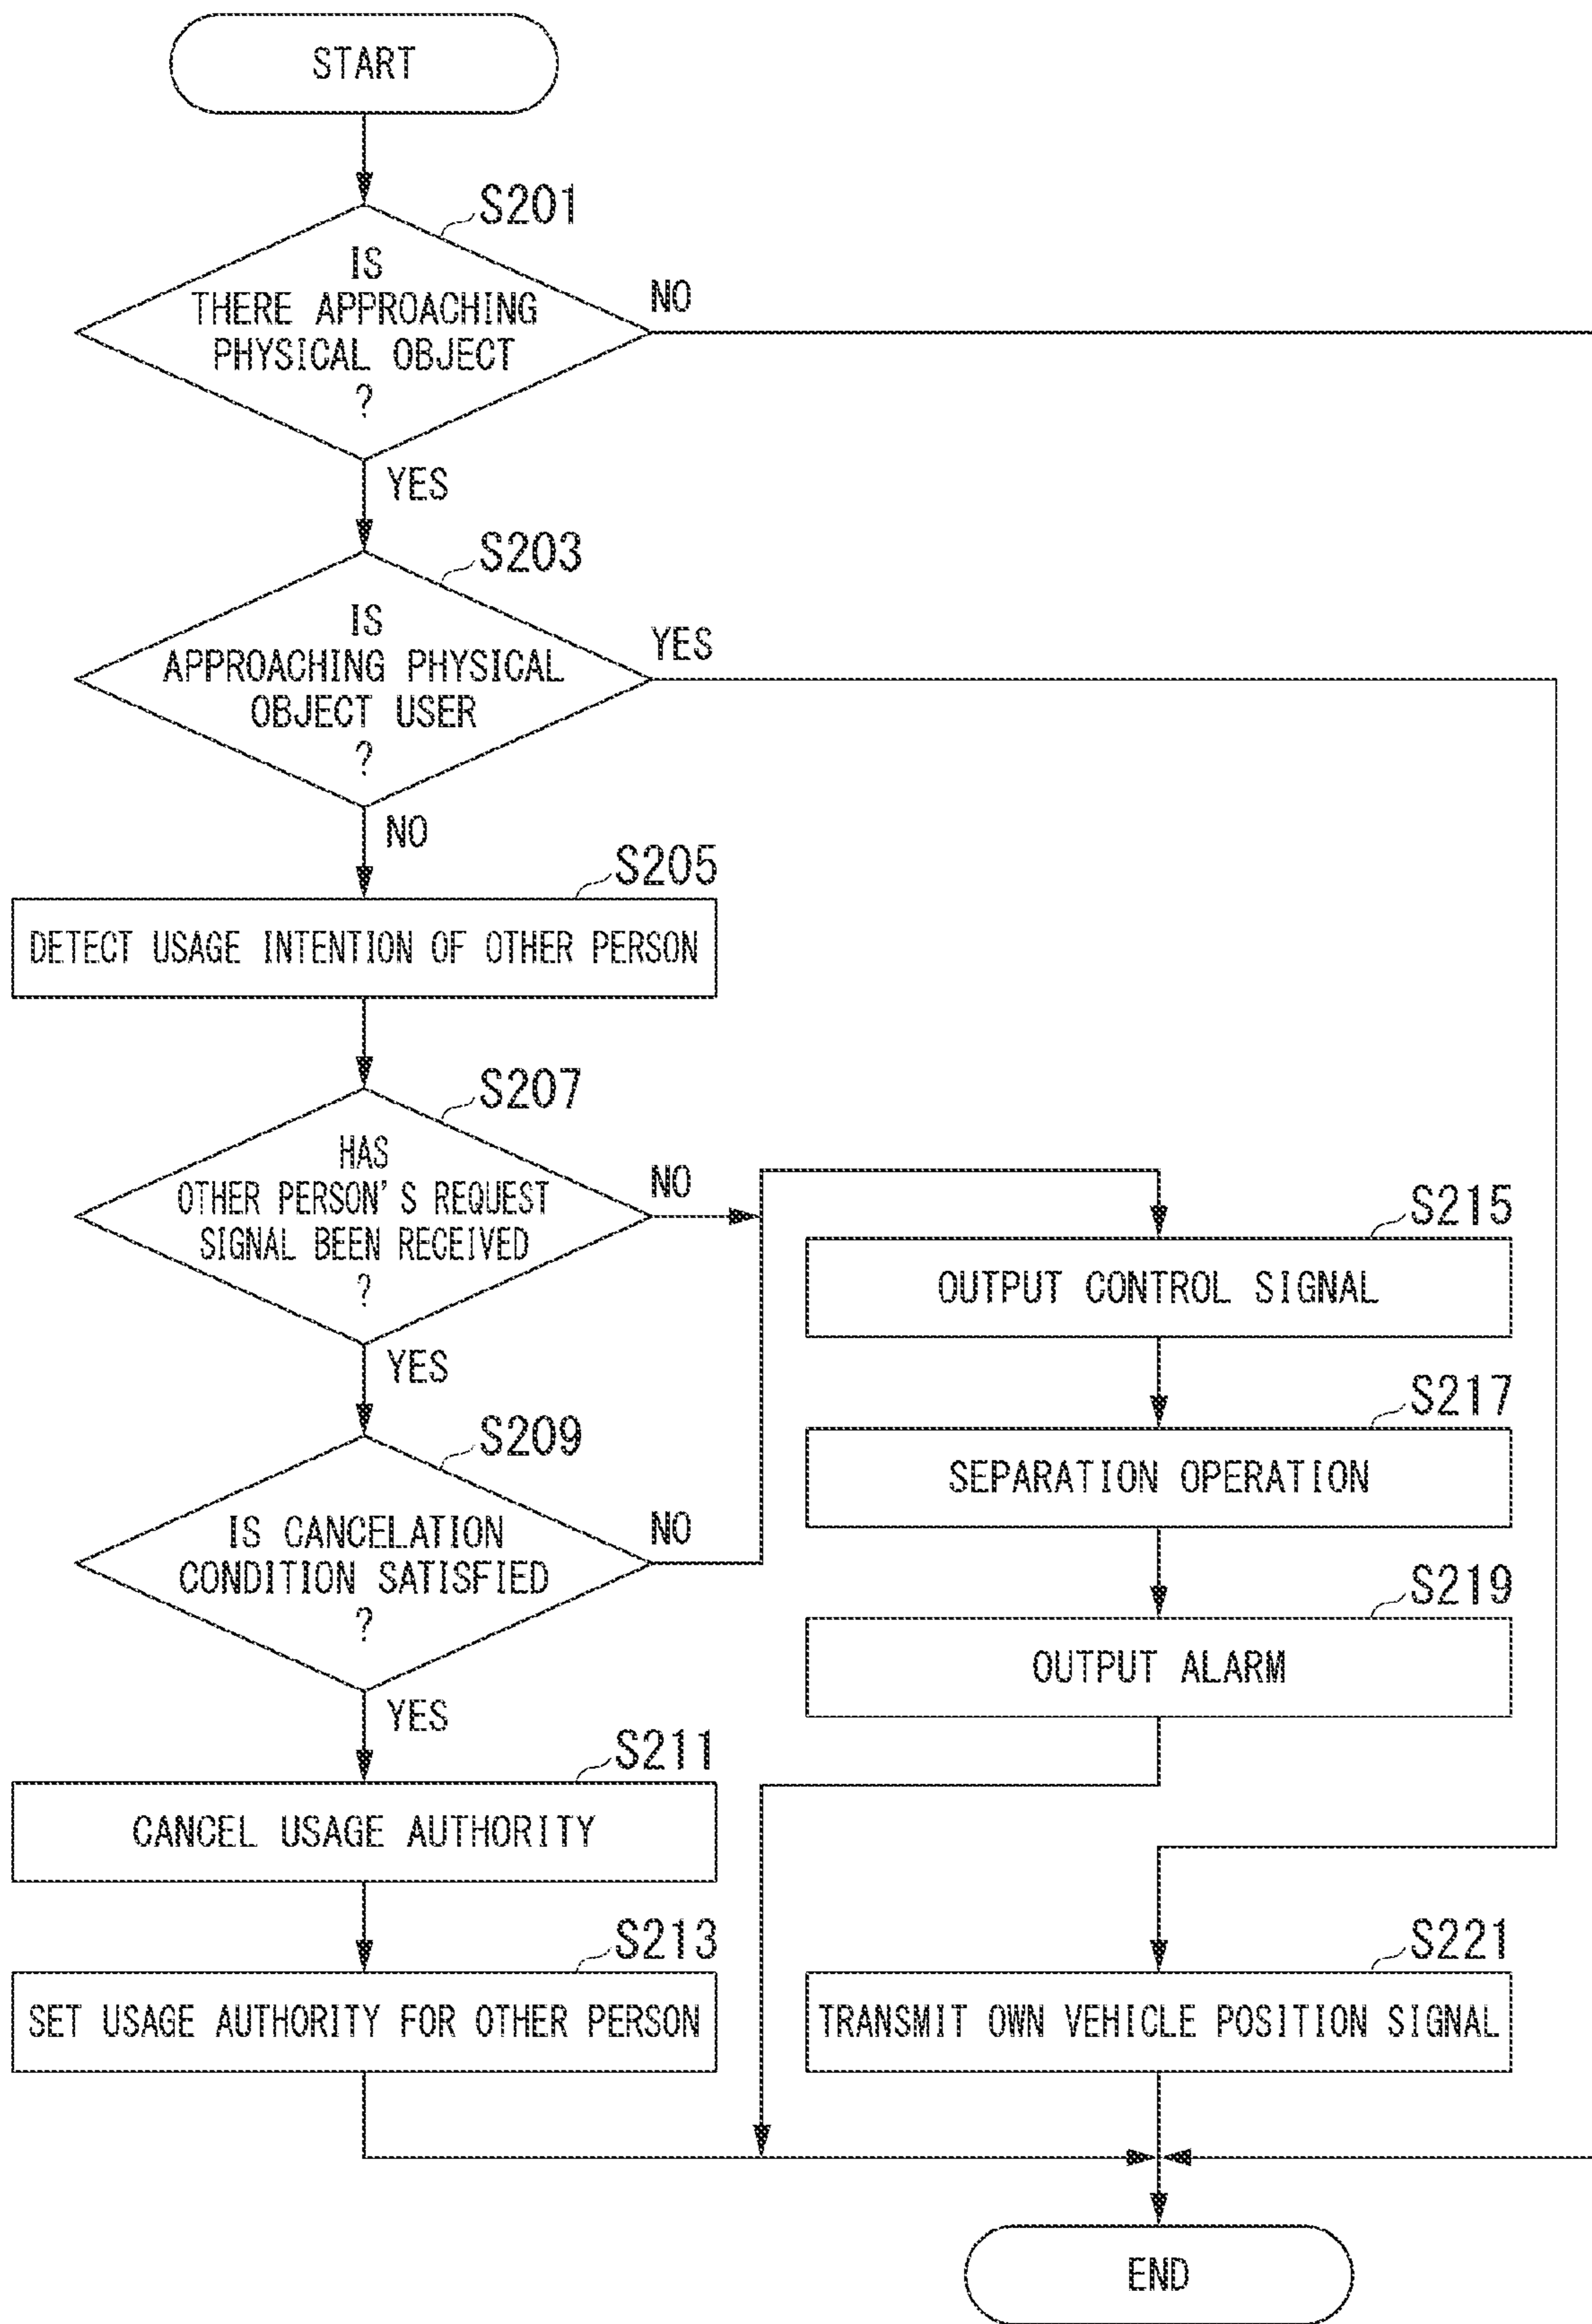 START
S201
IS
THERE APPROACHING
PHYSICAL OBJECT
?
NO
YES
S203
IS
APPROACHING PHYSICAL
OBJECT USER
?
YES
NO
S205
DETECT USAGE INTENTION OF OTHER PERSON
S207
HAS
OTHER PERSON'S REQUEST
SIGNAL BEEN RECEIVED
?
NO
YES
S209
IS CANCELATION
CONDITION SATISFIED
?
NO
YES
S211
CANCEL USAGE AUTHORITY
S213
SET USAGE AUTHORITY FOR OTHER PERSON
S215
OUTPUT CONTROL SIGNAL
S217
SEPARATION OPERATION
S219
OUTPUT ALARM
S221
TRANSMIT OWN VEHICLE POSITION SIGNAL
END